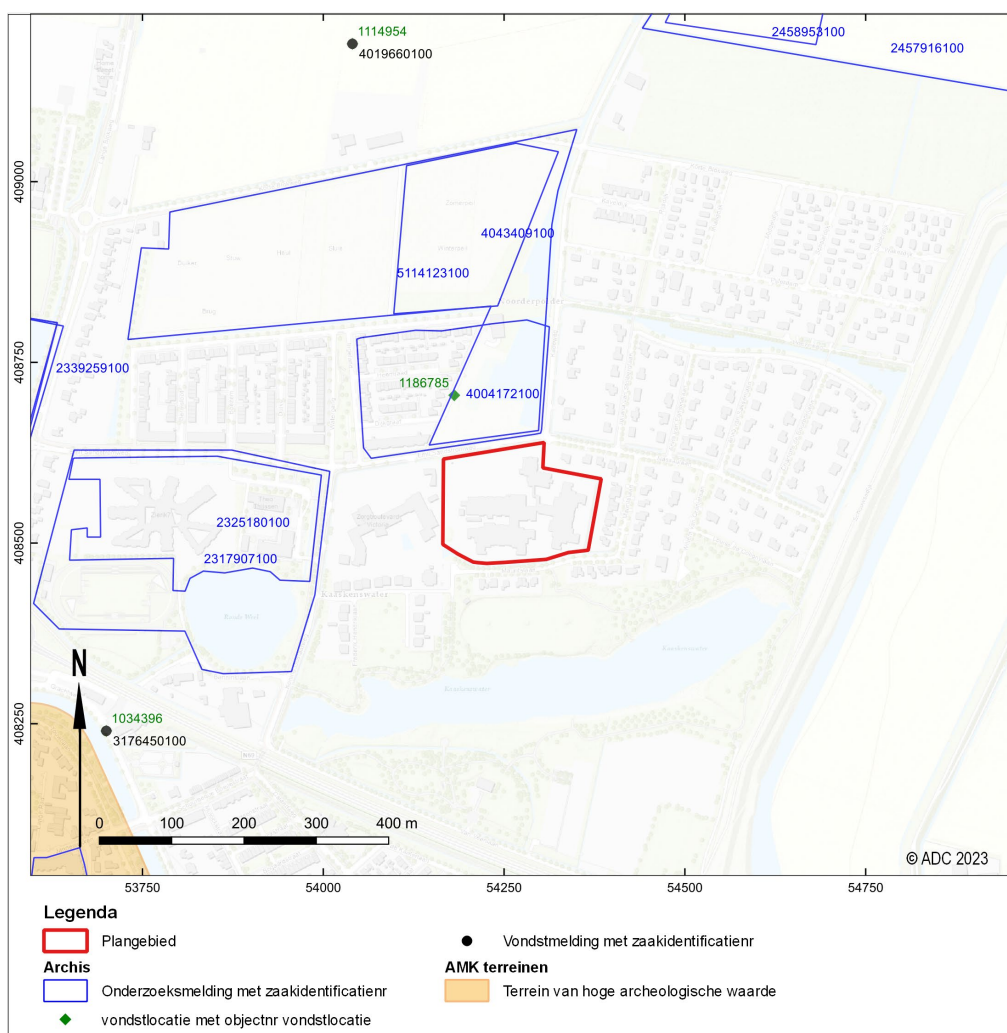 1114954
4019660100
2458953100
2457916100
409000
4043409100
5114123100
Noorderpolder
408750
2339259100
1186785
4004172100
2325180100
408500
2317907100
N
408250
1034396
3176450100
0 100 200 300 400 m
© ADC 2023
53750 54000 54250 54500 54750
Legenda
Plangebied
Vondstmelding met zaakidentificatienr
Archis
AMK terreinen
Onderzoeksmelding met zaakidentificatienr
Terrein van hoge archeologische waarde
vondstlocatie met objectnr vondstlocatie